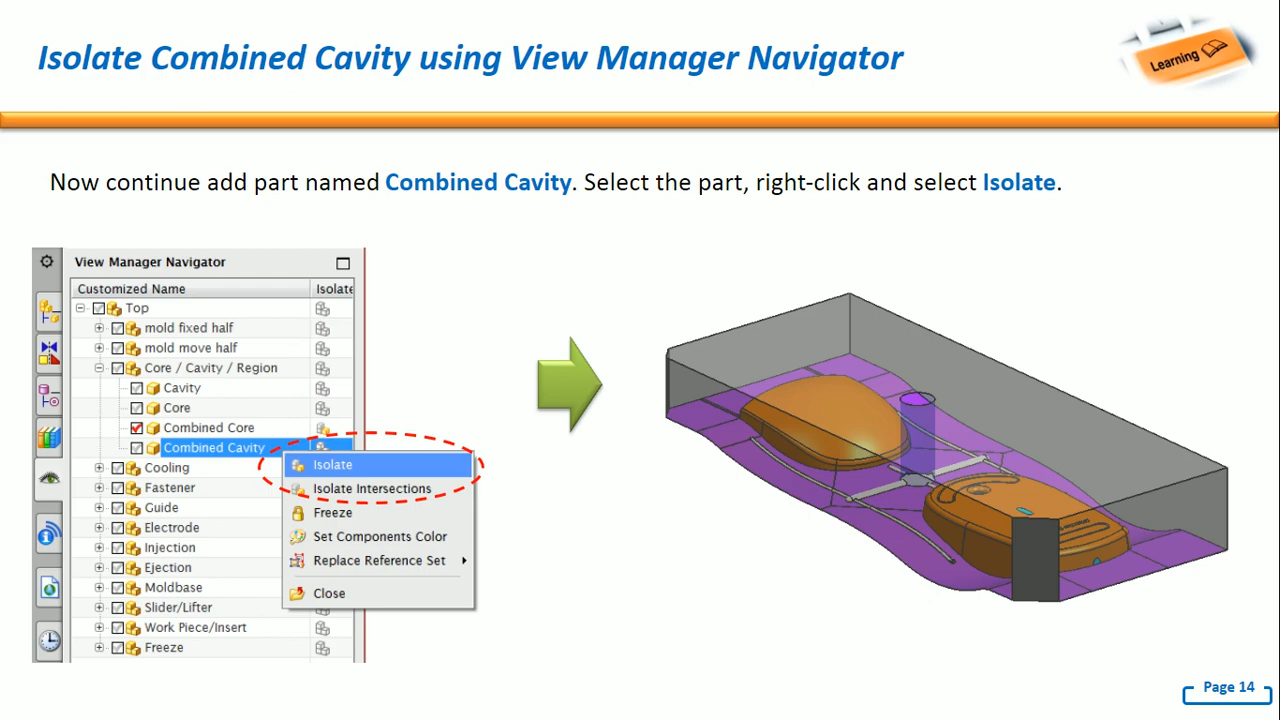 Isolate Combined Cavity using View Manager Navigator
Learning
Now continue add part named Combined Cavity. Select the part, right-click and select Isolate.
View Manager Navigator
Customized Name Isolate
Top
mold fixed half
mold move half
Core / Cavity / Region
Cavity
Core
Combined Core
Combined Cavity
Isolate
Cooling
Isolate Intersections
Fastener
Guide
Freeze
Electrode
Set Components Color
Injection
Replace Reference Set
Ejection
Moldbase
Close
Slider/Lifter
Work Piece/Insert
Freeze
Page 14